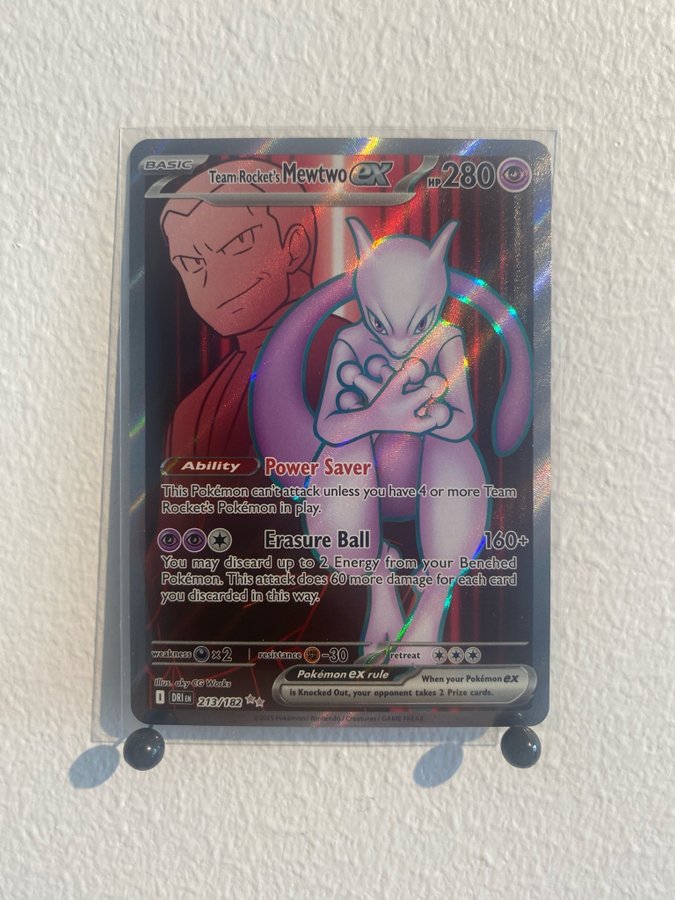 BASIC
Team Rocket's Mewtwo ex HP 280
Ability Power Saver
This Pokémon can't attack unless you have 4 or more Team
Rocket's Pokémon in play.
Erasure Ball 160+
You may discard up to 2 Energy from your Benched
Pokémon. This attack does 60 more damage for each card
you discarded in this way.
weakness ×2 resistance -30 retreat
Pokémon ex rule When your Pokémon ex
is Knocked Out, your opponent takes 2 Prize cards.
Illus. aky CG Works
I DRI EN 213/182
©2025 Pokémon / Nintendo / Creatures / GAME FREAK